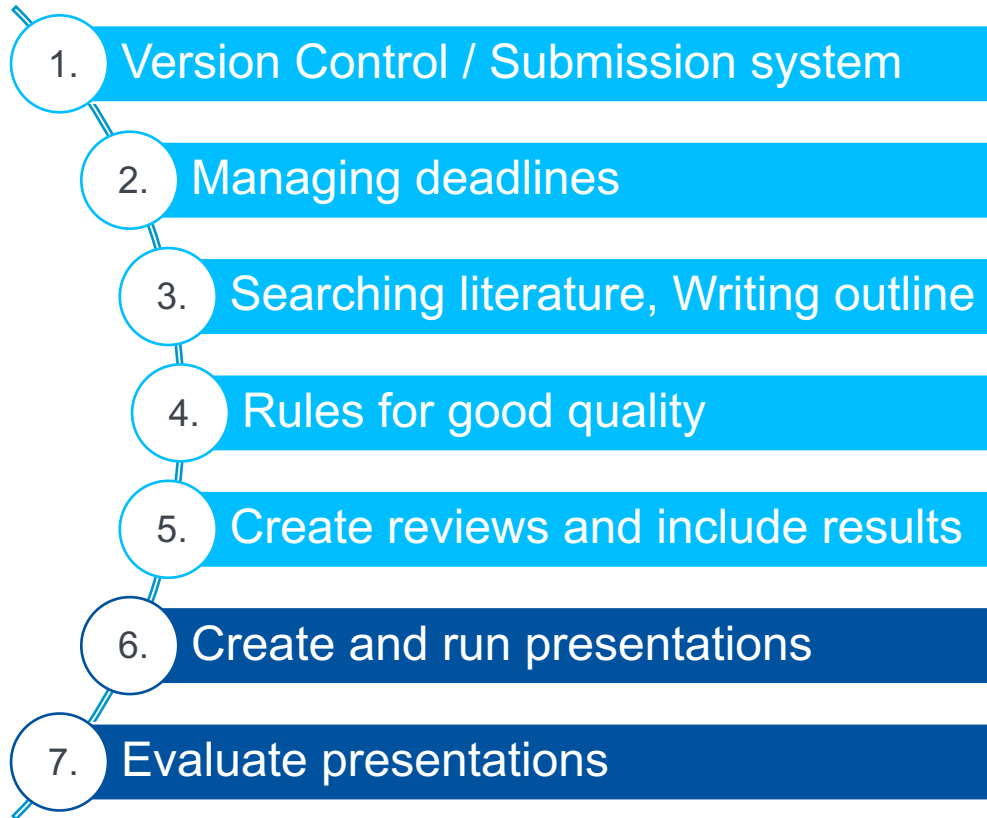 1. Version Control / Submission system
2. Managing deadlines
3. Searching literature, Writing outline
4. Rules for good quality
5. Create reviews and include results
6. Create and run presentations
7. Evaluate presentations